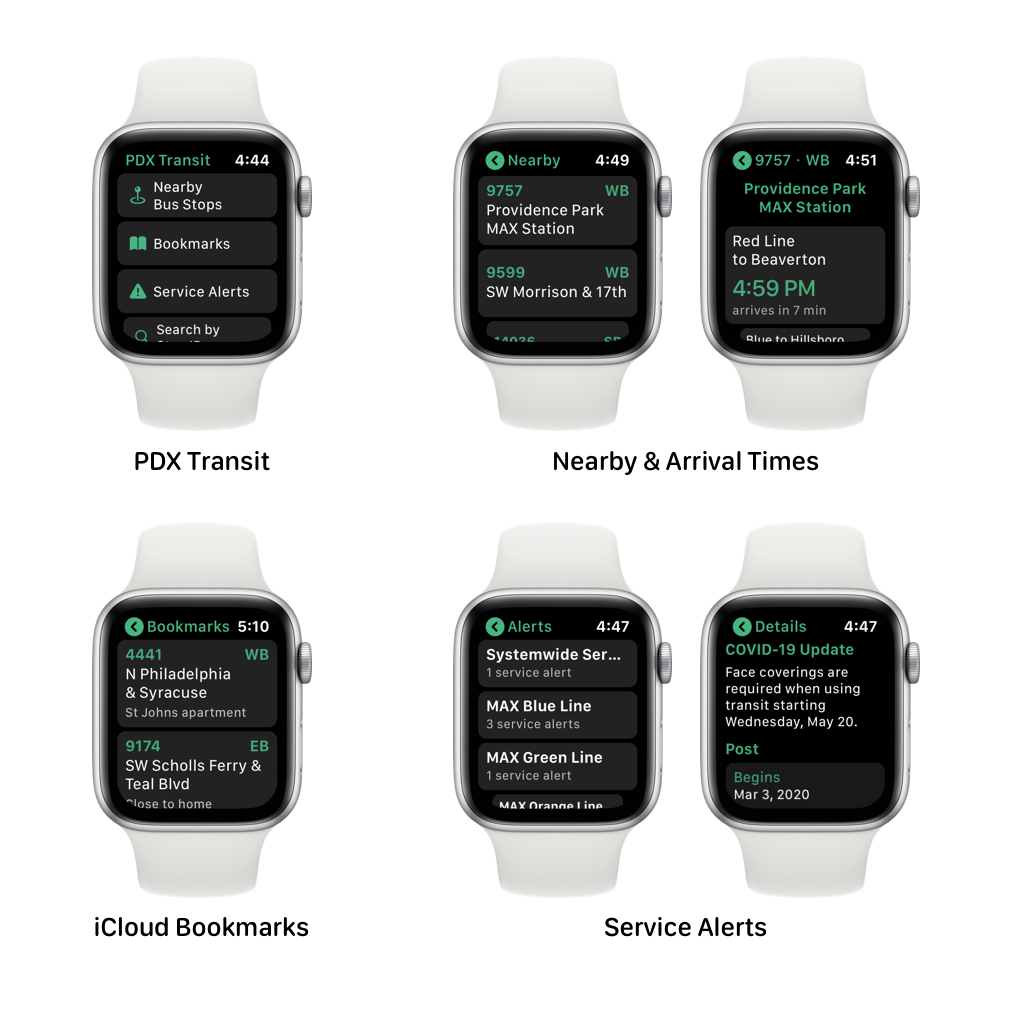 PDX Transit 4:44
Nearby
Bus Stops
Bookmarks
Service Alerts
Search by
PDX Transit
Nearby 4:49
9757 WB
Providence Park
MAX Station
9599 WB
SW Morrison & 17th
9757 · WB 4:51
Providence Park
MAX Station
Red Line
to Beaverton
4:59 PM
arrives in 7 min
Blue to Hillsboro
Nearby & Arrival Times
Bookmarks 5:10
4441 WB
N Philadelphia
& Syracuse
St Johns apartment
9174 EB
SW Scholls Ferry &
Teal Blvd
Close to home
iCloud Bookmarks
Alerts 4:47
Systemwide Ser...
1 service alert
MAX Blue Line
3 service alerts
MAX Green Line
1 service alert
MAX Orange Line
Details 4:47
COVID-19 Update
Face coverings are
required when using
transit starting
Wednesday, May 20.
Post
Begins
Mar 3, 2020
Service Alerts